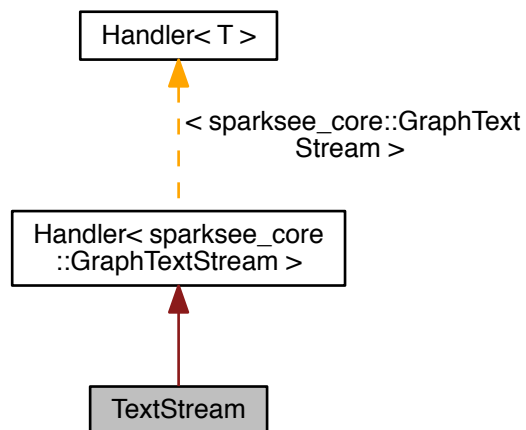 Handler< T >
< sparksee_core::GraphText
Stream >
Handler< sparksee_core
::GraphTextStream >
TextStream